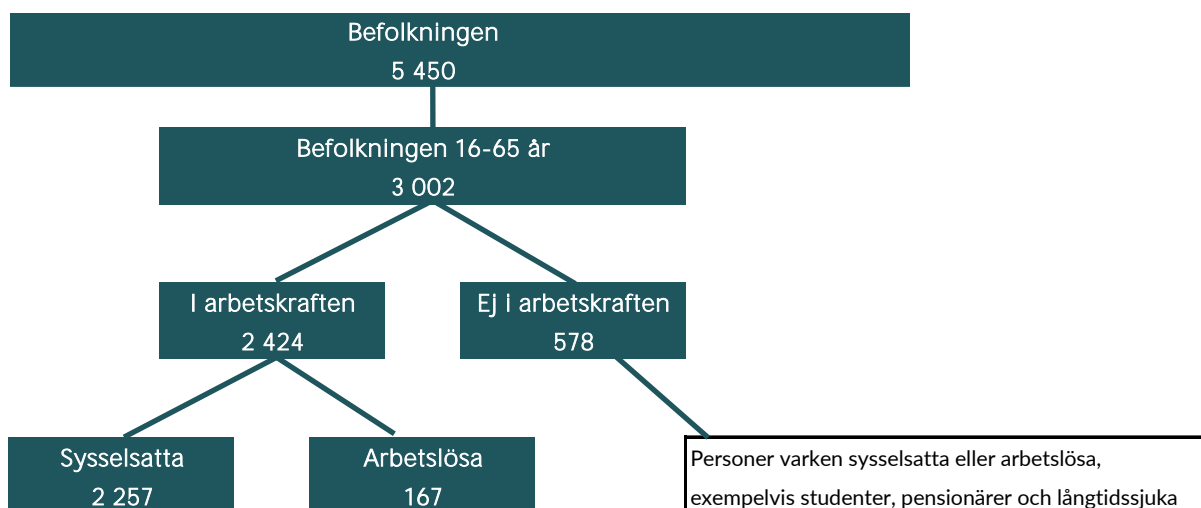 Befolkningen
5 450
Befolkningen 16-65 år
3 002
I arbetskraften
2 424
Ej i arbetskraften
578
Sysselsatta
2 257
Arbetslösa
167
Personer varken sysselsatta eller arbetslösa,
exempelvis studenter, pensionärer och långtidssjuka